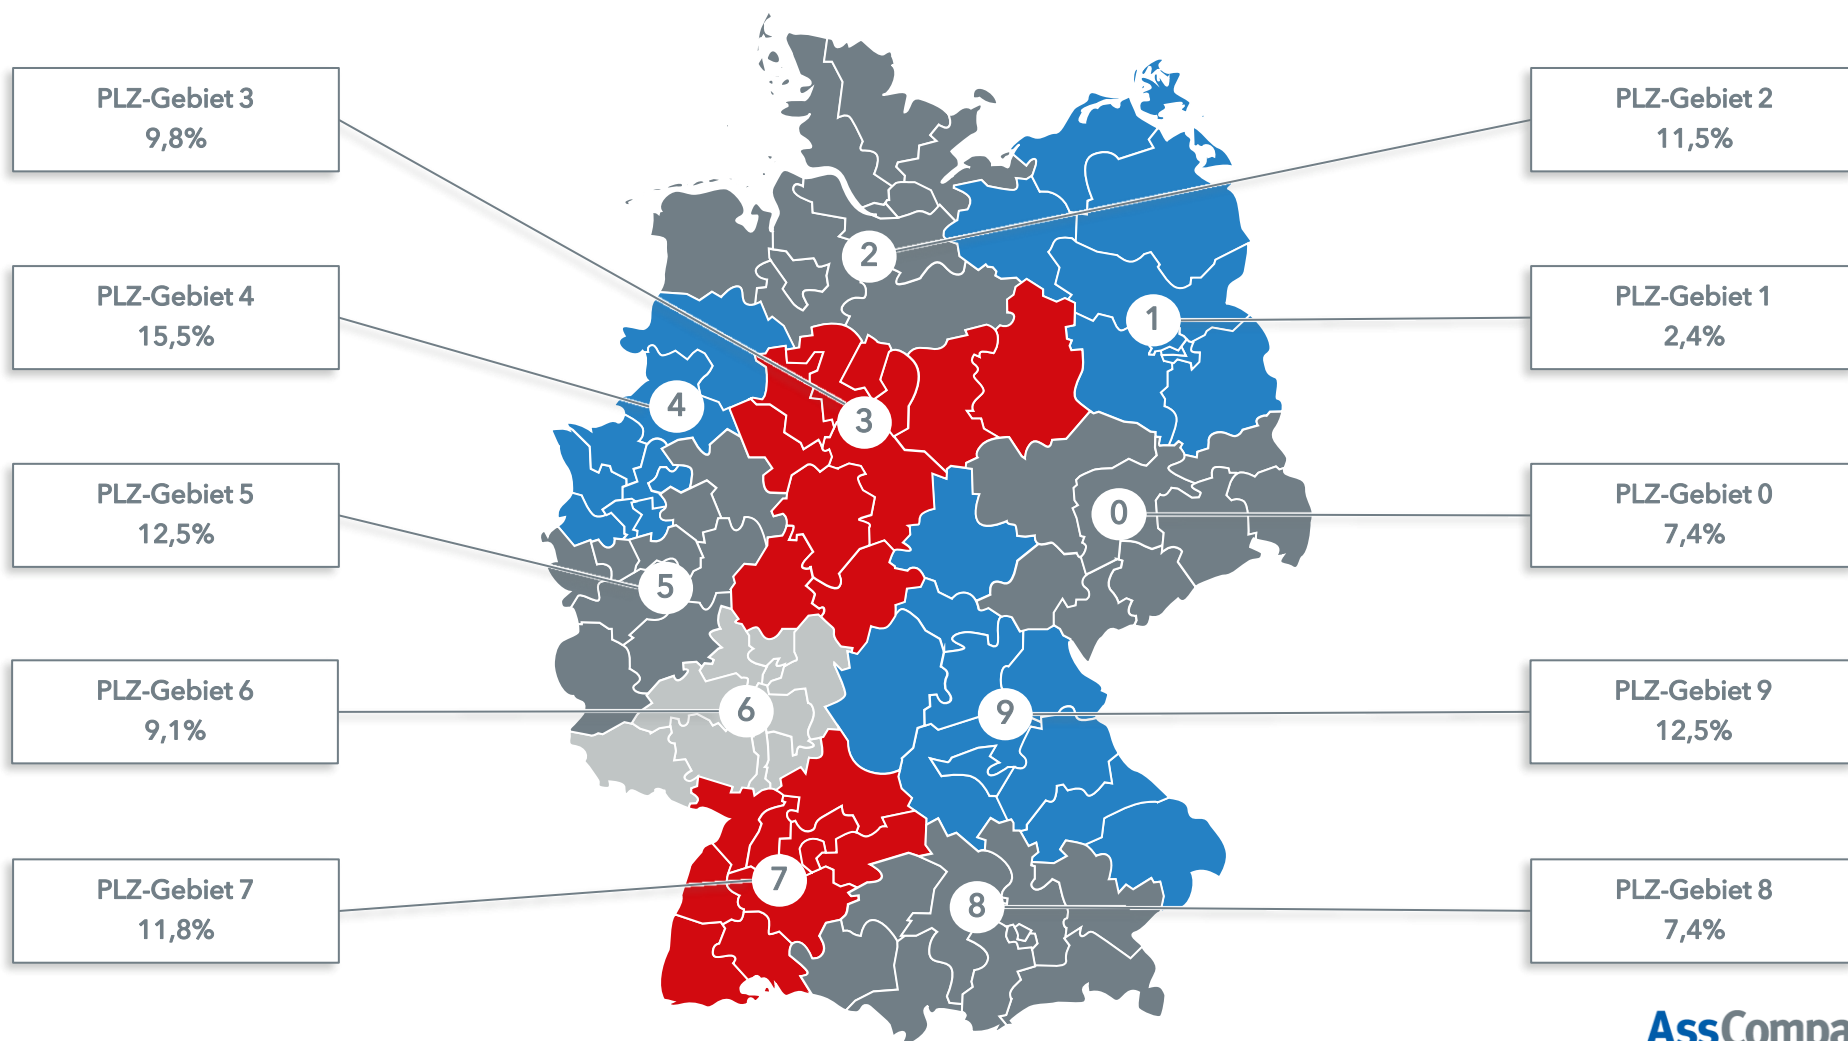 PLZ-Gebiet 3
9,8%
PLZ-Gebiet 4
15,5%
PLZ-Gebiet 5
12,5%
PLZ-Gebiet 6
9,1%
PLZ-Gebiet 7
11,8%
2
1
4
3
0
5
6
9
7
8
PLZ-Gebiet 2
11,5%
PLZ-Gebiet 1
2,4%
PLZ-Gebiet 0
7,4%
PLZ-Gebiet 9
12,5%
PLZ-Gebiet 8
7,4%
AssCompa